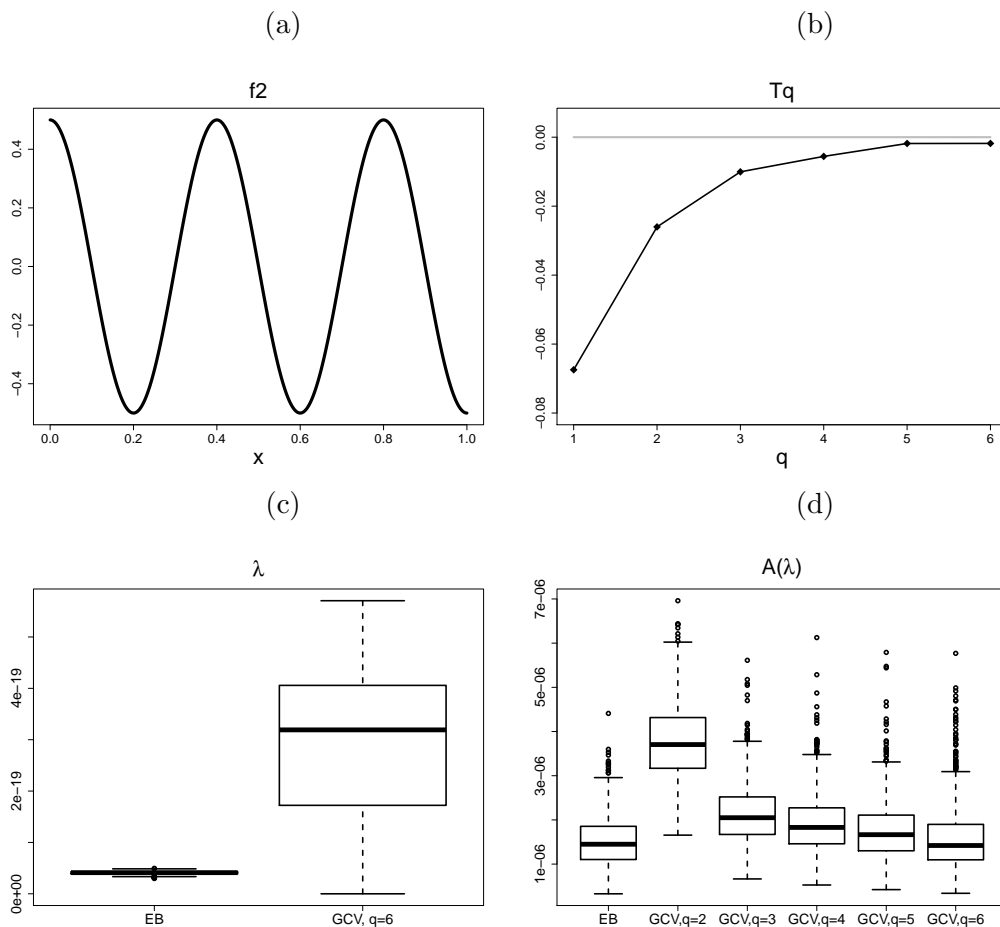 (a)
(b)
f2
Tq
0.4
0.2
0.0
−0.2
−0.4
0.0 0.2 0.4 0.6 0.8 1.0
x
0.00
−0.02
−0.04
−0.06
−0.08
1 2 3 4 5 6
q
(c)
(d)
λ
A(λ)
4e−19
2e−19
0e+00
EB GCV, q=6
7e−06
5e−06
3e−06
1e−06
EB GCV,q=2 GCV,q=3 GCV,q=4 GCV,q=5 GCV,q=6